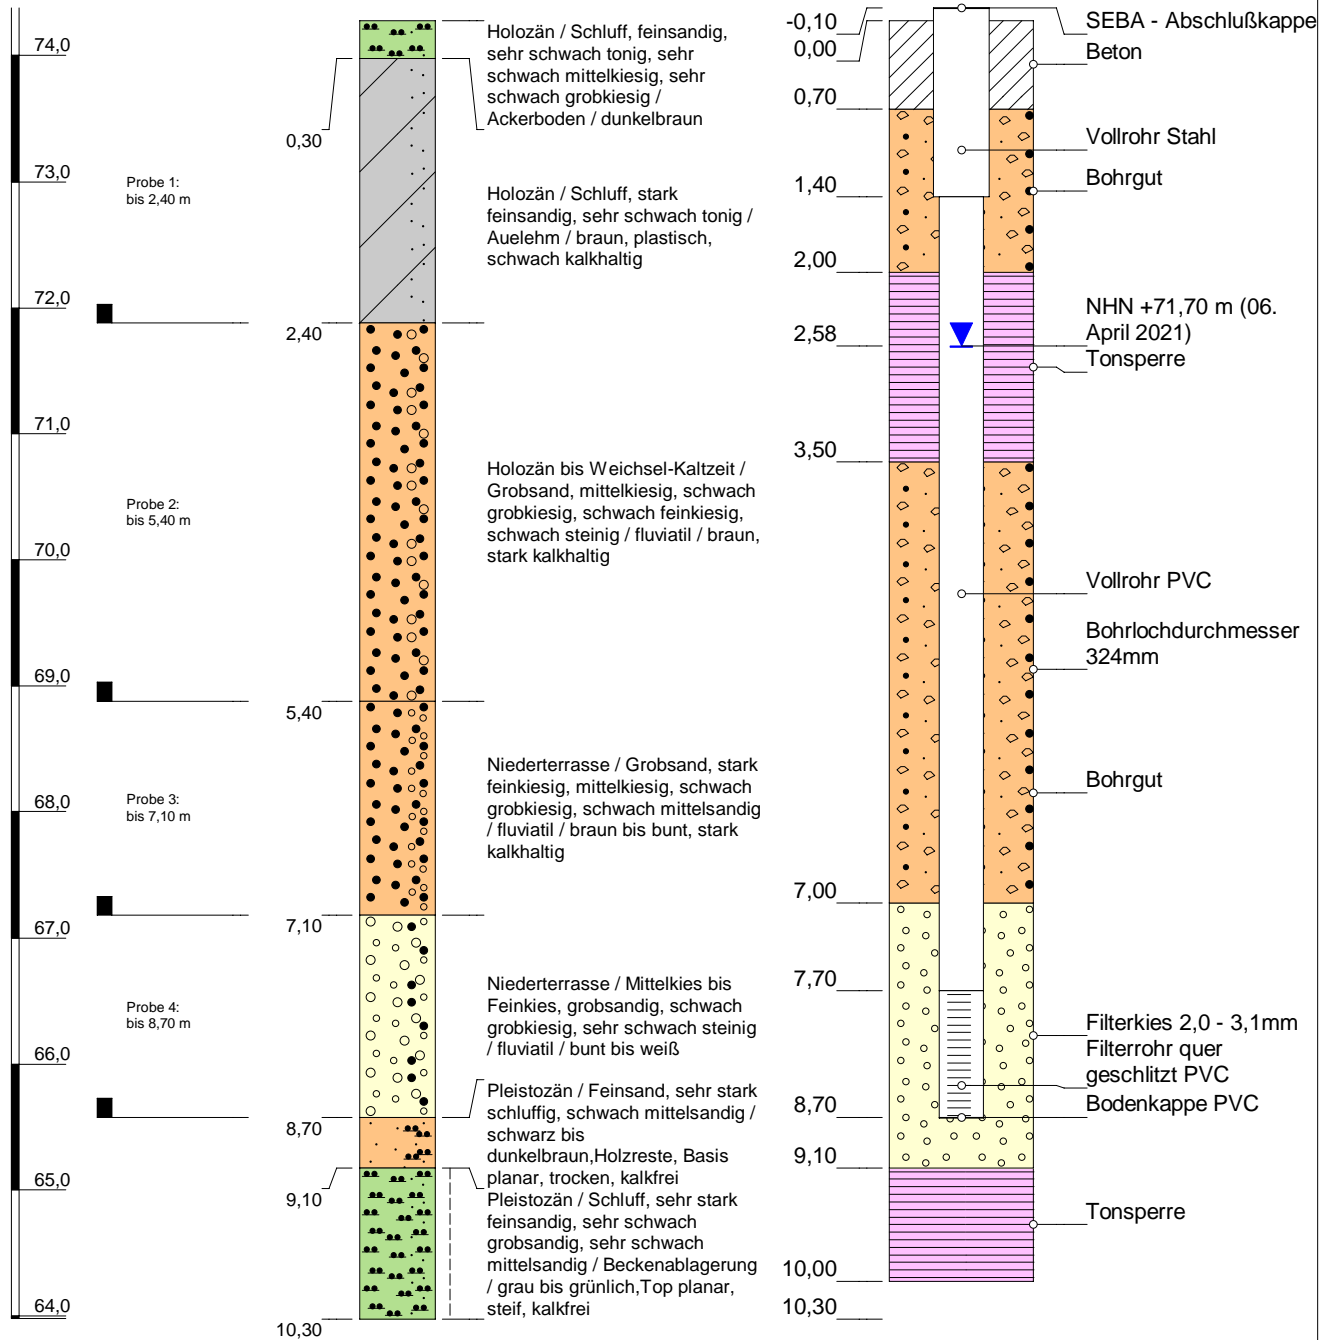 74,0
73,0
72,0
71,0
70,0
69,0
68,0
67,0
66,0
65,0
64,0
Probe 1:
bis 2,40 m
Probe 2:
bis 5,40 m
Probe 3:
bis 7,10 m
Probe 4:
bis 8,70 m
0,30
2,40
5,40
7,10
8,70
9,10
10,30
Holozän / Schluff, feinsandig,
sehr schwach tonig, sehr
schwach mittelkiesig, sehr
schwach grobkiesig /
Ackerboden / dunkelbraun
Holozän / Schluff, stark
feinsandig, sehr schwach tonig /
Auelehm / braun, plastisch,
schwach kalkhaltig
Holozän bis Weichsel-Kaltzeit /
Grobsand, mittelkiesig, schwach
grobkiesig, schwach feinkiesig,
schwach steinig / fluviatil / braun,
stark kalkhaltig
Niederterrasse / Grobsand, stark
feinkiesig, mittelkiesig, schwach
grobkiesig, schwach mittelsandig
/ fluviatil / braun bis bunt, stark
kalkhaltig
Niederterrasse / Mittelkies bis
Feinkies, grobsandig, schwach
grobkiesig, sehr schwach steinig
/ fluviatil / bunt bis weiß
Pleistozän / Feinsand, sehr stark
schluffig, schwach mittelsandig /
schwarz bis
dunkelbraun,Holzreste, Basis
planar, trocken, kalkfrei
Pleistozän / Schluff, sehr stark
feinsandig, sehr schwach
grobsandig, sehr schwach
mittelsandig / Beckenablagerung
/ grau bis grünlich,Top planar,
steif, kalkfrei
-0,10
0,00
0,70
1,40
2,00
2,58
3,50
7,00
7,70
8,70
9,10
10,00
10,30
SEBA - Abschlußkappe
Beton
Vollrohr Stahl
Bohrgut
NHN +71,70 m (06.
April 2021)
Tonsperre
Vollrohr PVC
Bohrlochdurchmesser
324mm
Bohrgut
Filterkies 2,0 - 3,1mm
Filterrohr quer
geschlitzt PVC
Bodenkappe PVC
Tonsperre